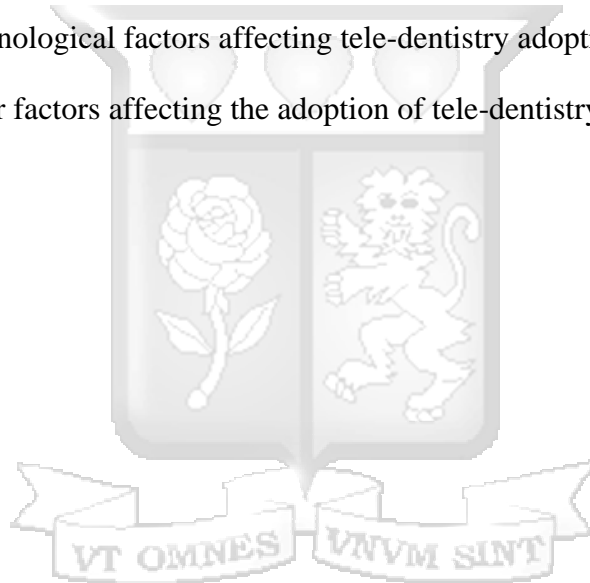 nological factors affecting tele-dentistry adopti
r factors affecting the adoption of tele-dentistry
VT OMNES VNVM SINT